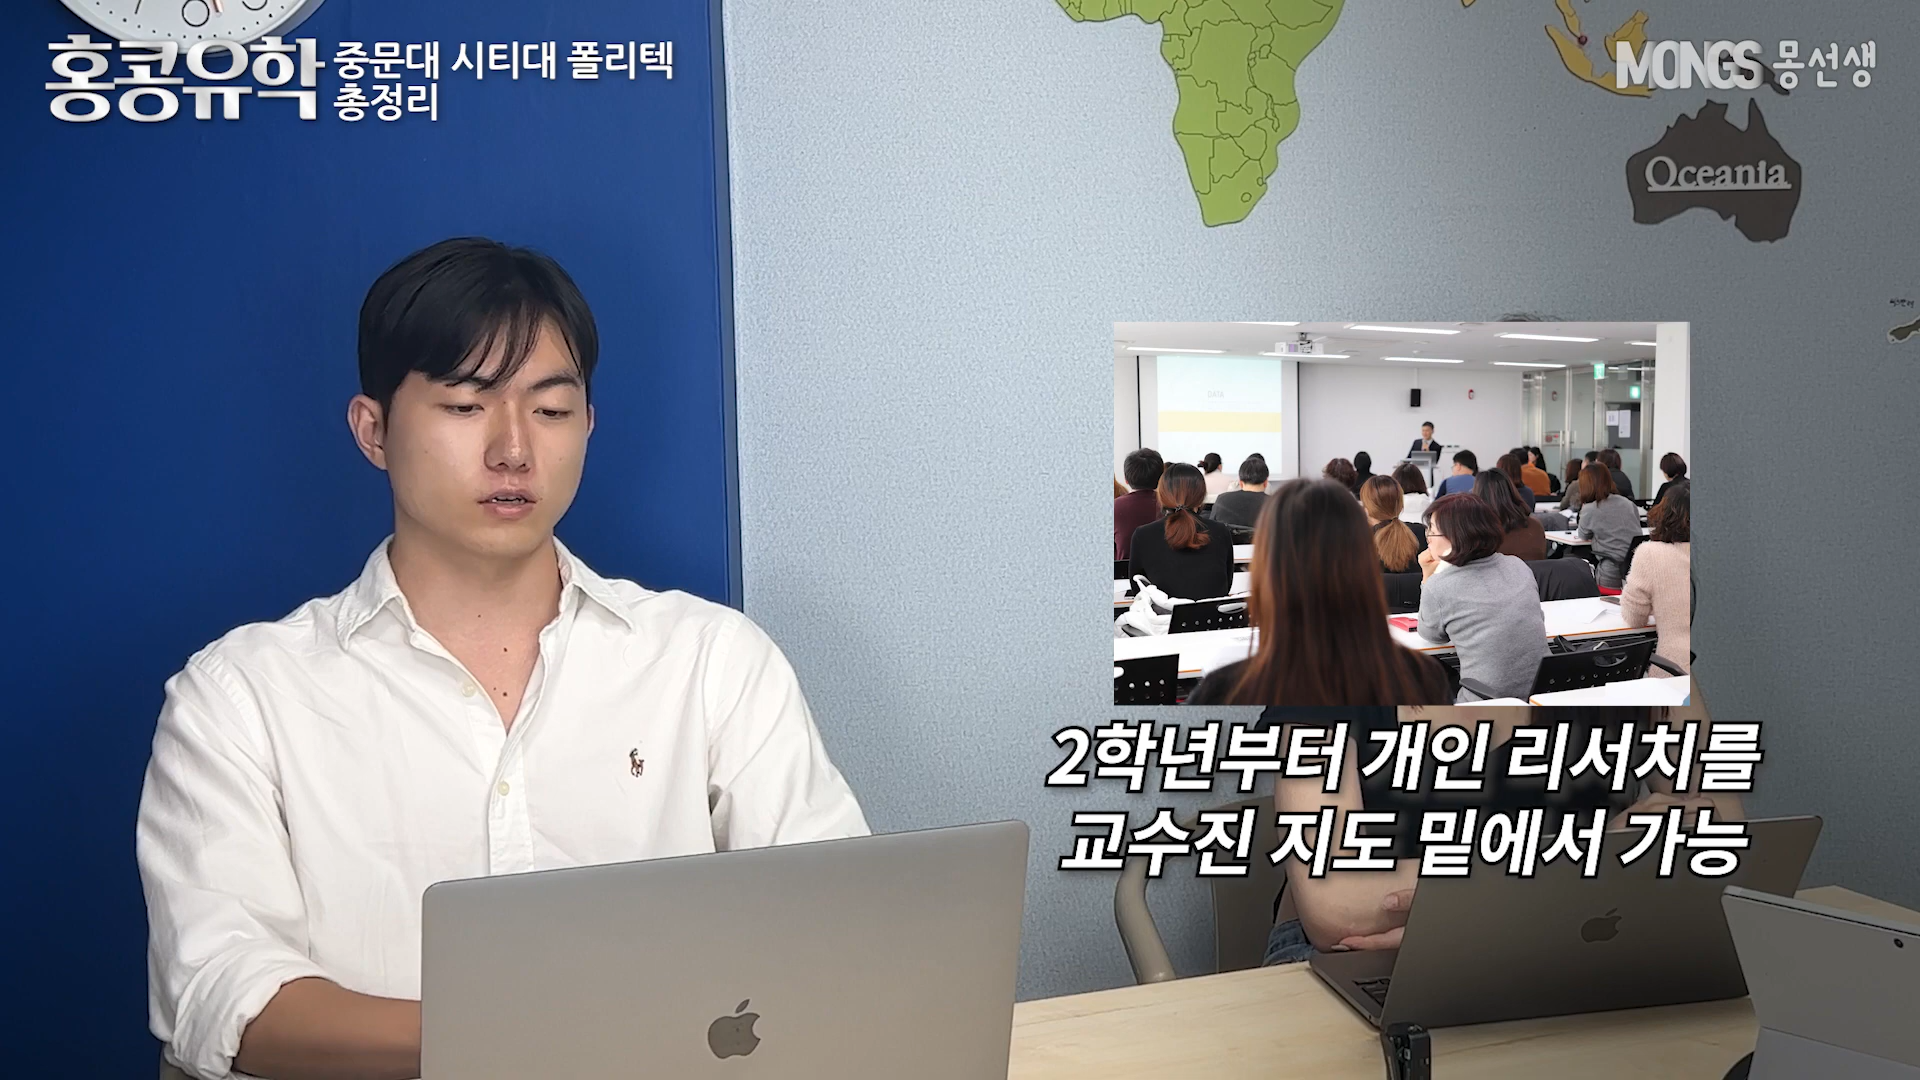 홍콩유학
중문대 시티대 폴리텍
총정리
MONGS 몽선생
Oceania
DATA
2학년부터 개인 리서치를
교수진 지도 밑에서 가능